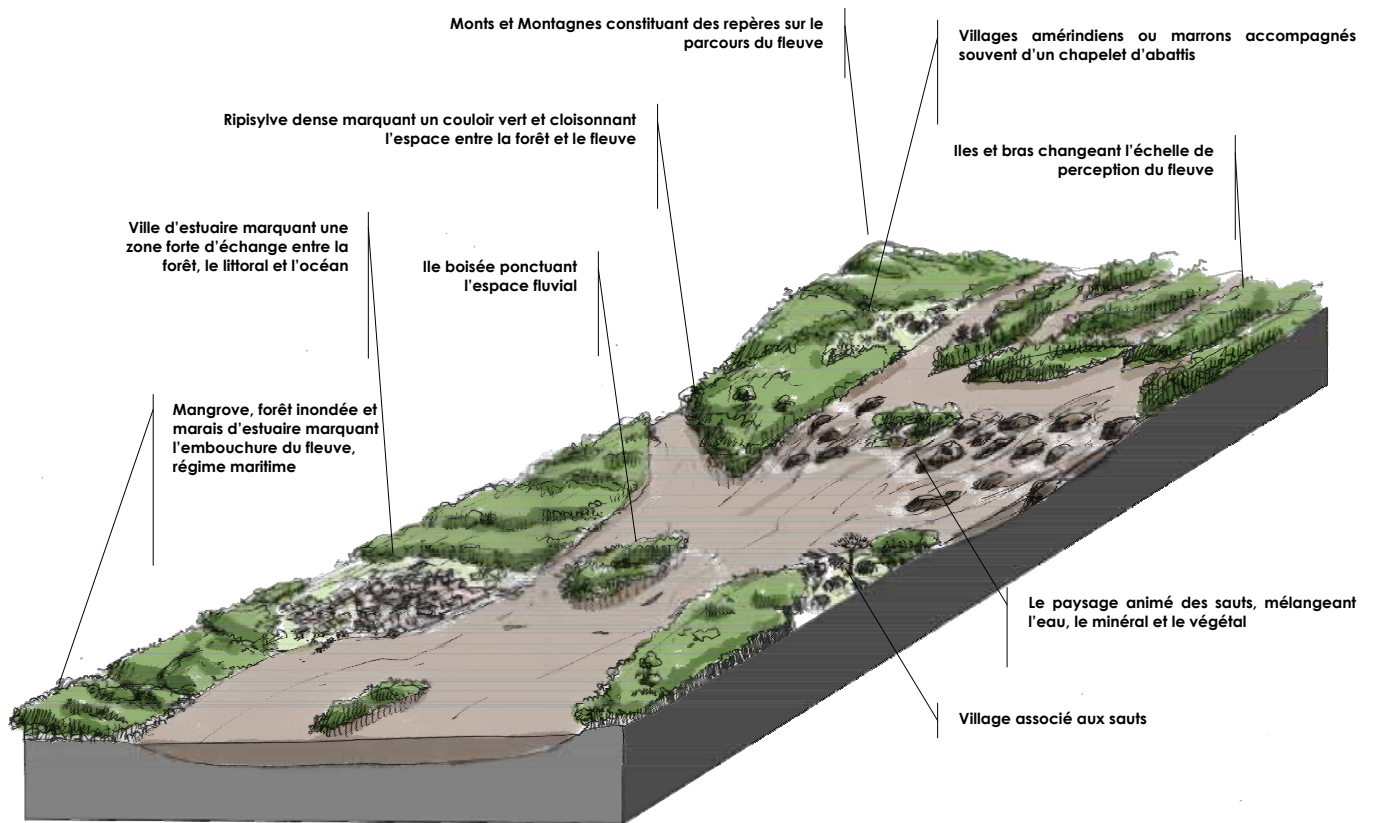 Monts et Montagnes constituant des repères sur le
parcours du fleuve
Villages amérindiens ou marrons accompagnés
souvent d'un chapelet d'abattis
Ripisylve dense marquant un couloir vert et cloisonnant
l'espace entre la forêt et le fleuve
Iles et bras changeant l'échelle de
perception du fleuve
Ville d'estuaire marquant une
zone forte d'échange entre la
forêt, le littoral et l'océan
Ile boisée ponctuant
l'espace fluvial
Mangrove, forêt inondée et
marais d'estuaire marquant
l'embouchure du fleuve,
régime maritime
Le paysage animé des sauts, mélangeant
l'eau, le minéral et le végétal
Village associé aux sauts